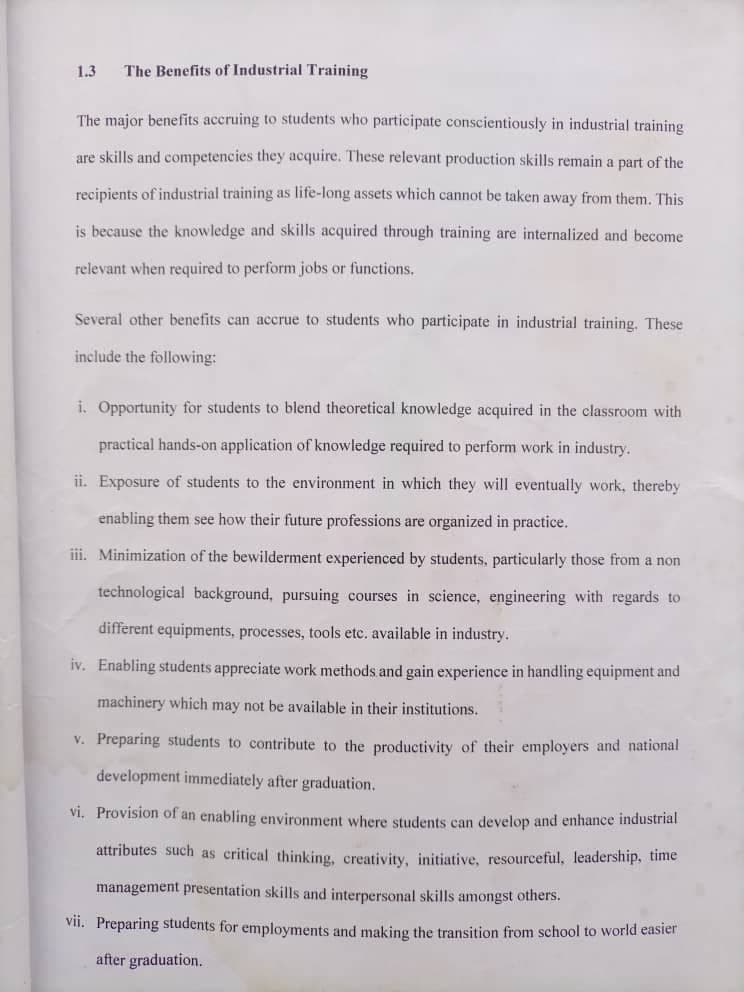 1.3 The Benefits of Industrial Training
The major benefits accruing to students who participate conscientiously in industrial training
are skills and competencies they acquire. These relevant production skills remain a part of the
recipients of industrial training as life-long assets which cannot be taken away from them. This
is because the knowledge and skills acquired through training are internalized and become
relevant when required to perform jobs or functions.
Several other benefits can accrue to students who participate in industrial training. These
include the following:
i. Opportunity for students to blend theoretical knowledge acquired in the classroom with
practical hands-on application of knowledge required to perform work in industry.
ii. Exposure of students to the environment in which they will eventually work, thereby
enabling them see how their future professions are organized in practice.
iii. Minimization of the bewilderment experienced by students, particularly those from a non
technological background, pursuing courses in science, engineering with regards to
different equipments, processes, tools etc. available in industry.
iv. Enabling students appreciate work methods and gain experience in handling equipment and
machinery which may not be available in their institutions.
v. Preparing students to contribute to the productivity of their employers and national
development immediately after graduation.
vi. Provision of an enabling environment where students can develop and enhance industrial
attributes such as critical thinking, creativity, initiative, resourceful, leadership, time
management presentation skills and interpersonal skills amongst others.
vii. Preparing students for employments and making the transition from school to world easier
after graduation.